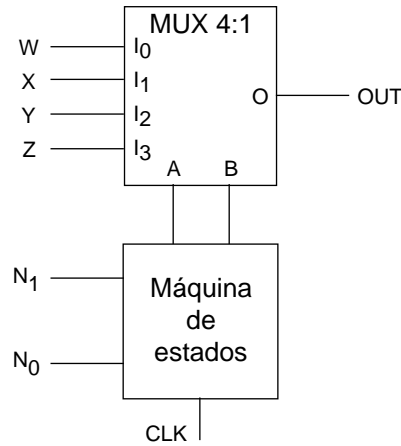 MUX 4:1
W I0
X I1
O OUT
Y I2
Z I3
A B
N1
Máquina
de
estados
N0
CLK